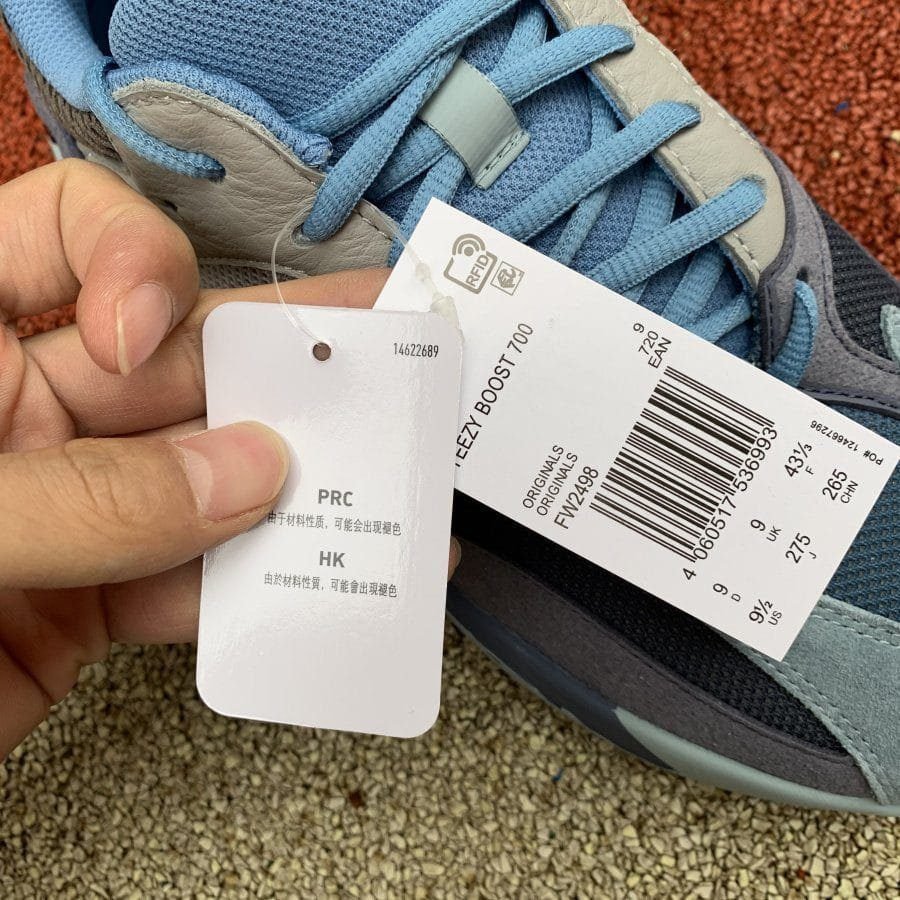 14622689
PRC
由于材料性质，可能会出现褪色
HK
由於材料性質，可能會出現褪色
RFID
YEEZY BOOST 700
ORIGINALS
ORIGINALS
FW2498
9
720
EAN
4 060517 536993
9
D
9
UK
43⅓
F
9½
US
275
J
265
CHN
PO# 124667296